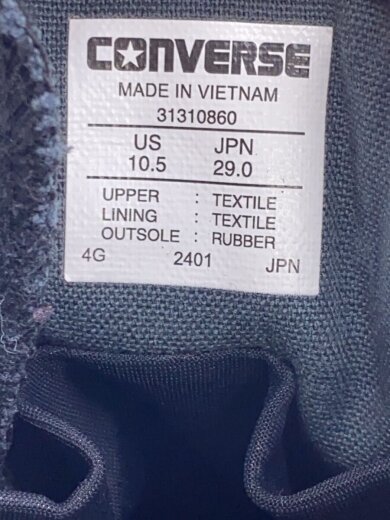 CONVERSE
MADE IN VIETNAM
31310860
US JPN
10.5 29.0
UPPER : TEXTILE
LINING : TEXTILE
OUTSOLE : RUBBER
4G 2401 JPN